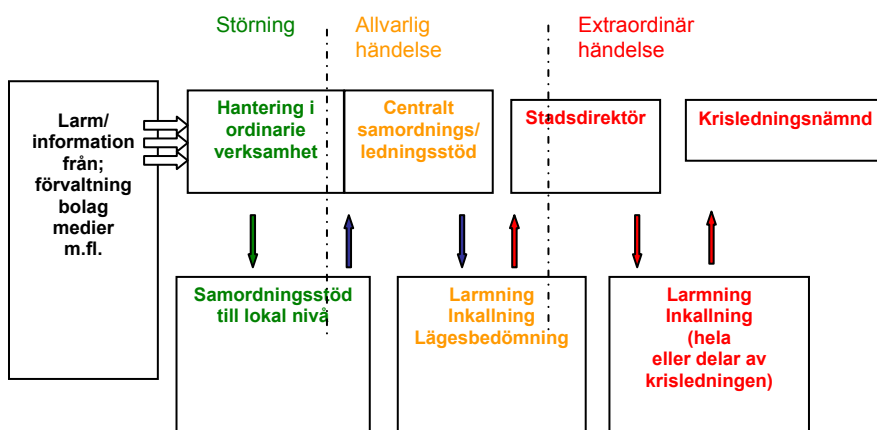 Störning
Allvarlig
händelse
Extraordinär
händelse
Larm/
information
från;
förvaltning
bolag
medier
m.fl.
Hantering i
ordinarie
verksamhet
Centralt
samordnings/
ledningsstöd
Stadsdirektör
Krisledningsnämnd
Samordningsstöd
till lokal nivå
Larmning
Inkallning
Lägesbedömning
Larmning
Inkallning
(hela
eller delar av
krisledningen)